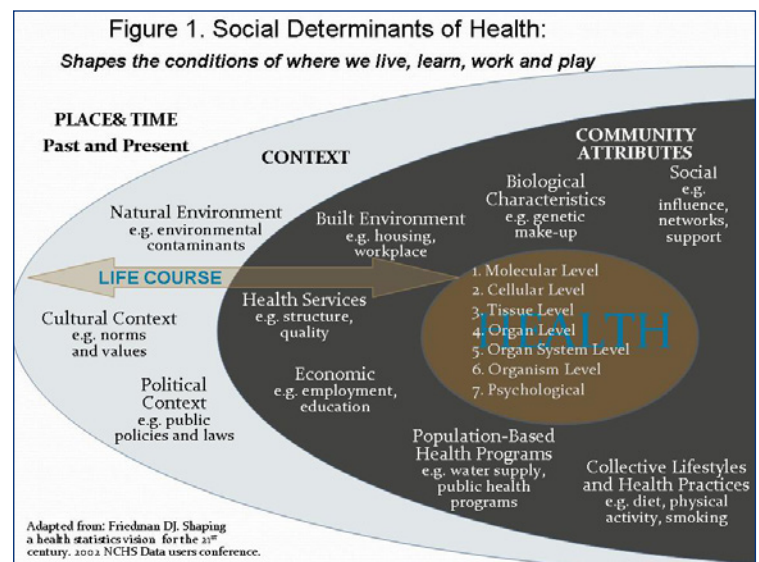 Figure 1. Social Determinants of Health:
Shapes the conditions of where we live, learn, work and play
PLACE& TIME
Past and Present
CONTEXT
COMMUNITY
ATTRIBUTES
Natural Environment
e.g. environmental
contaminants
Built Environment
e.g. housing,
workplace
Biological
Characteristics
e.g. genetic
make-up
Social
e.g.
influence,
networks,
support
LIFE COURSE
Cultural Context
e.g. norms
and values
Health Services
e.g. structure,
quality
HEALTH
1. Molecular Level
2. Cellular Level
3. Tissue Level
4. Organ Level
5. Organ System Level
6. Organism Level
7. Psychological
Political
Context
e.g. public
policies and laws
Economic
e.g. employment,
education
Population-Based
Health Programs
e.g. water supply,
public health
programs
Collective Lifestyles
and Health Practices
e.g. diet, physical
activity, smoking
Adapted from: Friedman DJ. Shaping
a health statistics vision for the 21st
century. 2002 NCHS Data users conference.